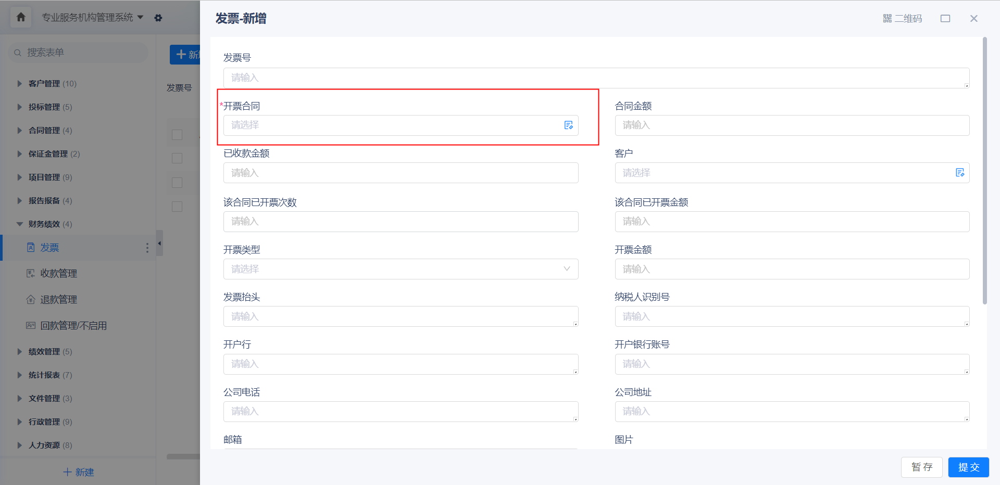 专业服务机构管理系统
搜索表单
客户管理 (10)
投标管理 (5)
合同管理 (4)
保证金管理 (2)
项目管理 (9)
报告报备 (4)
财务绩效 (4)
发票
收款管理
退款管理
回款管理/不启用
绩效管理 (5)
统计报表 (7)
文件管理 (3)
行政管理 (9)
人力资源 (8)
新建
发票号
发票-新增
二维码
发票号
请输入
*开票合同
请选择
合同金额
请输入
已收款金额
请输入
客户
请选择
该合同已开票次数
请输入
该合同已开票金额
请输入
开票类型
请选择
开票金额
请输入
发票抬头
请输入
纳税人识别号
请输入
开户行
请输入
开户银行账号
请输入
公司电话
请输入
公司地址
请输入
邮箱
图片
暂存
提交